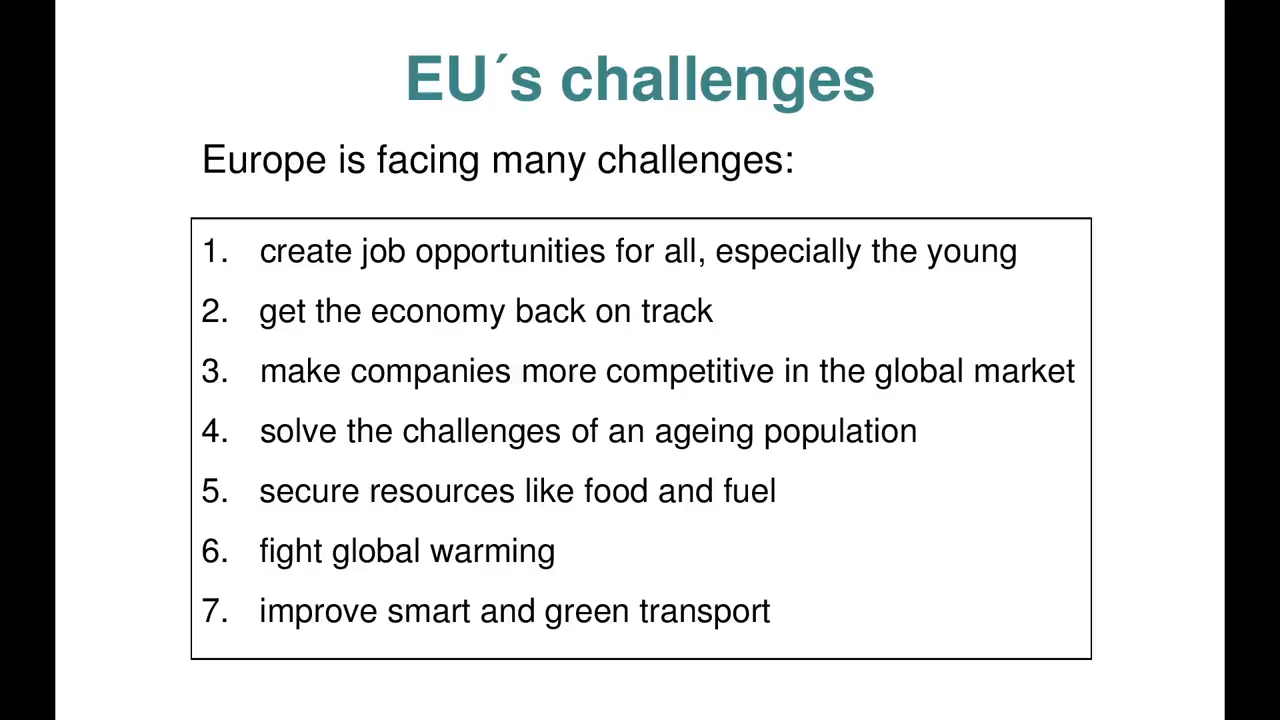 EU´s challenges
Europe is facing many challenges:
1. create job opportunities for all, especially the young
2. get the economy back on track
3. make companies more competitive in the global market
4. solve the challenges of an ageing population
5. secure resources like food and fuel
6. fight global warming
7. improve smart and green transport